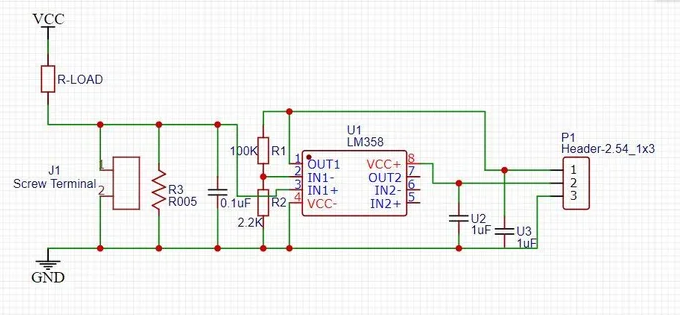 VCC
R-LOAD
J1
Screw Terminal
1
2
R3
R005
0.1uF
100K
R1
R2
2.2K
U1
LM358
1
OUT1
2
IN1-
3
IN1+
4
VCC-
VCC+
8
OUT2
7
IN2-
6
IN2+
5
U2
1uF
U3
1uF
P1
Header-2.54_1x3
1
2
3
GND